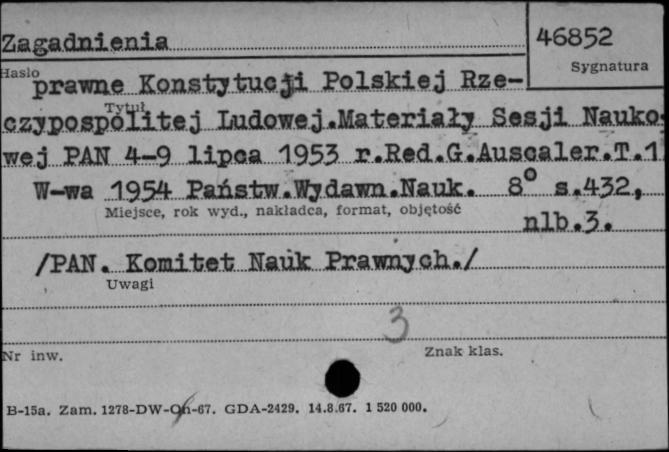 Zagadnienia
46852
Hasło
Sygnatura
prawne Konstytucji Polskiej Rze-
Tytuł
czypospolitej Ludowej.Materiały Sesji Nauko-
wej PAN 4-9 lipca 1953 r.Red.G.Auscaler.T.1
W-wa 1954 Państw.Wydawn.Nauk. 8° s.432,
Miejsce, rok wyd., nakładca, format, objętość
nlb.3.
/PAN. Komitet Nauk Prawnych./
Uwagi
3
Nr inw.
Znak klas.
B-15a. Zam. 1278-DW-On-67. GDA-2429. 14.8.67. 1 520 000.